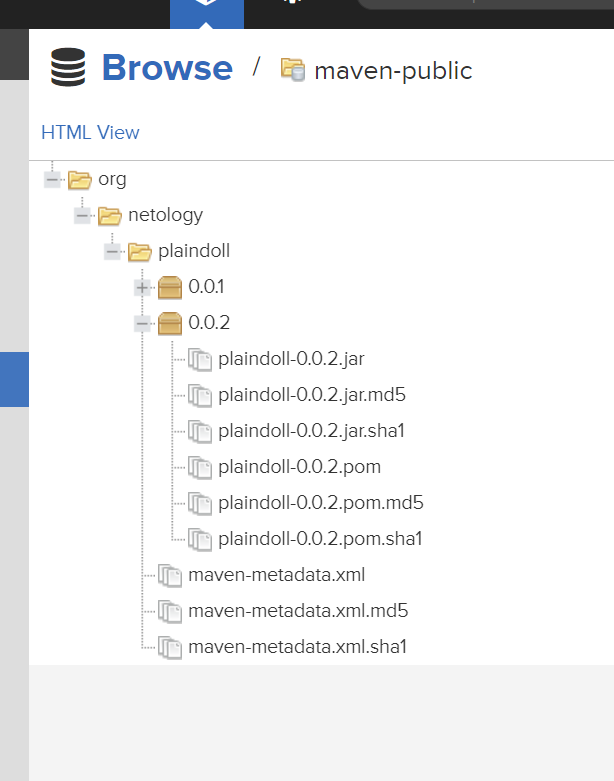 Browse / maven-public
HTML View
org
netology
plaindoll
0.0.1
0.0.2
plaindoll-0.0.2.jar
plaindoll-0.0.2.jar.md5
plaindoll-0.0.2.jar.sha1
plaindoll-0.0.2.pom
plaindoll-0.0.2.pom.md5
plaindoll-0.0.2.pom.sha1
maven-metadata.xml
maven-metadata.xml.md5
maven-metadata.xml.sha1